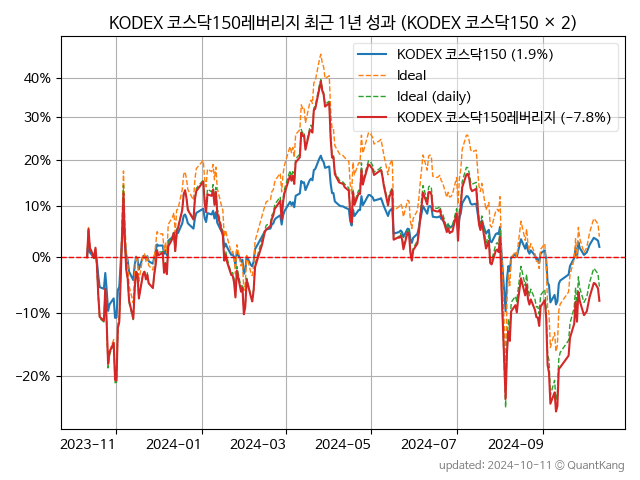 KODEX 코스닥150레버리지 최근 1년 성과 (KODEX 코스닥150 × 2)
KODEX 코스닥150 (1.9%)
Ideal
Ideal (daily)
KODEX 코스닥150레버리지 (−7.8%)
40%
30%
20%
10%
0%
−10%
−20%
2023−11
2024−01
2024−03
2024−05
2024−07
2024−09
updated: 2024-10-11 © QuantKang